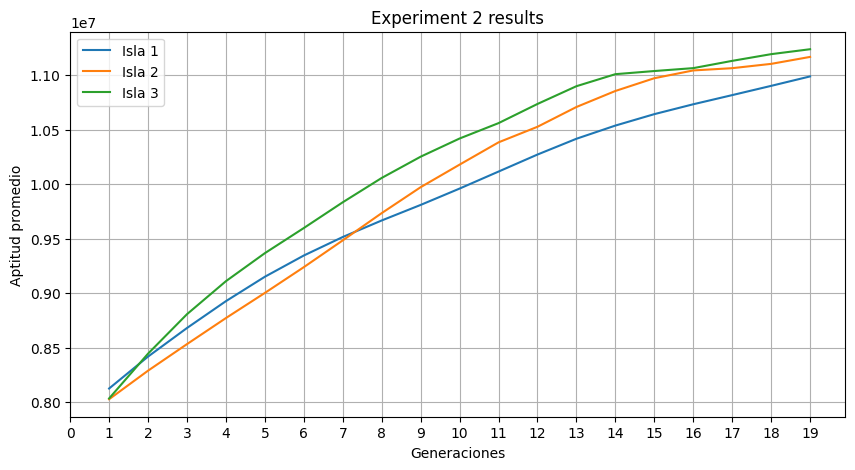 Experiment 2 results
1e7
Isla 1
Isla 2
Isla 3
1.10
1.05
1.00
0.95
0.90
0.85
0.80
Aptitud promedio
0 1 2 3 4 5 6 7 8 9 10 11 12 13 14 15 16 17 18 19
Generaciones